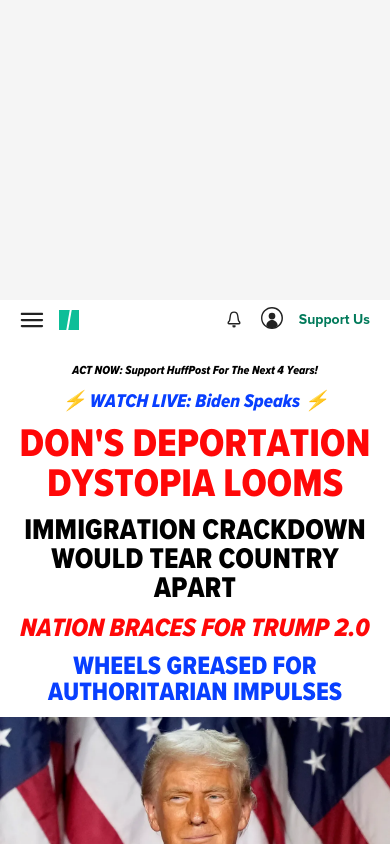 Support Us
ACT NOW: Support HuffPost For The Next 4 Years!
⚡ WATCH LIVE: Biden Speaks ⚡
DON'S DEPORTATION
DYSTOPIA LOOMS
IMMIGRATION CRACKDOWN
WOULD TEAR COUNTRY
APART
NATION BRACES FOR TRUMP 2.0
WHEELS GREASED FOR
AUTHORITARIAN IMPULSES